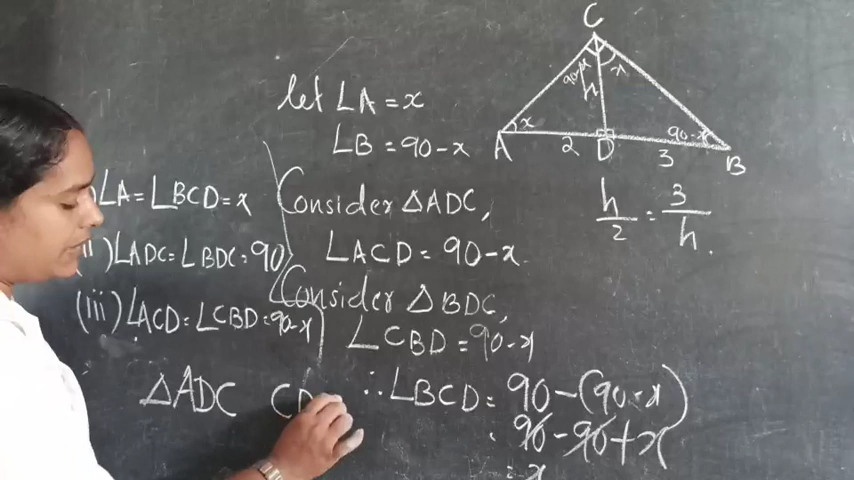 C
90-x x
h
x 90-x
A 2 D 3 B
let ∠A = x
∠B = 90-x
) ∠A = ∠BCD = x
ii) ∠ADC = ∠BDC = 90
(iii) ∠ACD = ∠CBD = 90-x
Consider △ADC,
∠ACD = 90-x
Consider △BDC,
∠CBD = 90-x
∴ ∠BCD = 90-(90-x)
= 90-90+x
= x
h/2 = 3/h.
△ADC CD